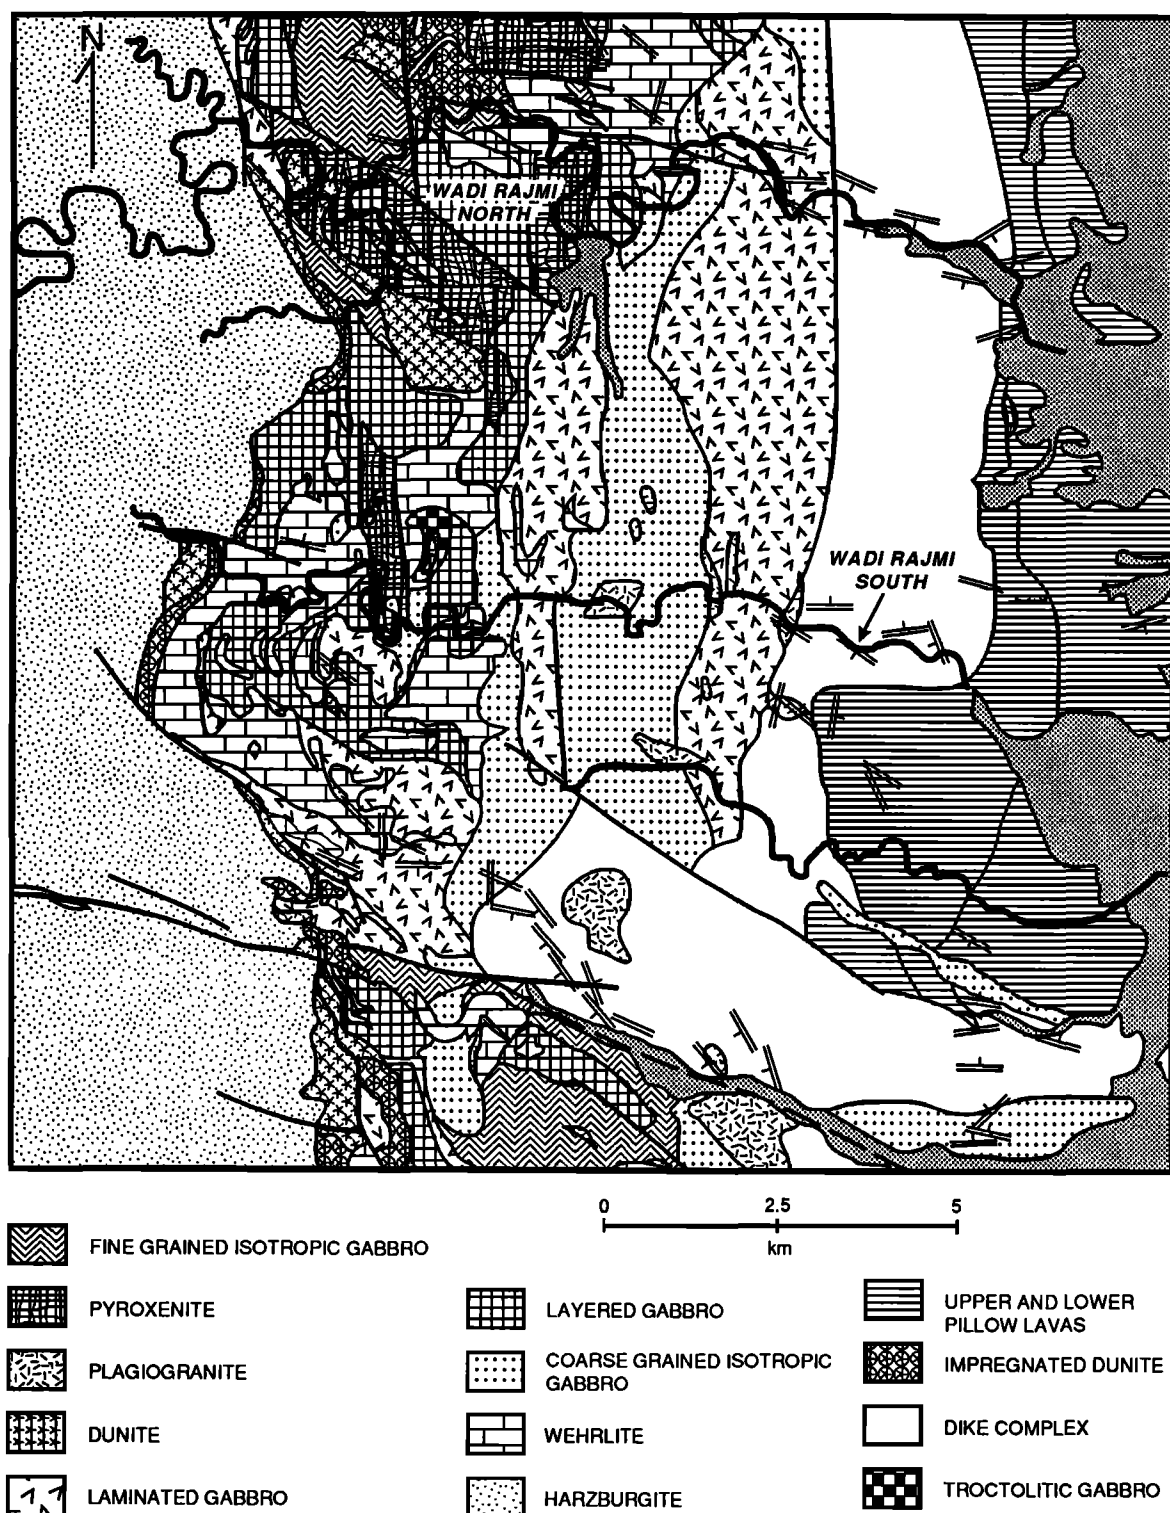 N
WADI RAJMI
NORTH
WADI RAJMI
SOUTH
0 2.5 5
km
FINE GRAINED ISOTROPIC GABBRO
PYROXENITE
PLAGIOGRANITE
DUNITE
LAMINATED GABBRO
LAYERED GABBRO
COARSE GRAINED ISOTROPIC
GABBRO
WEHRLITE
HARZBURGITE
UPPER AND LOWER
PILLOW LAVAS
IMPREGNATED DUNITE
DIKE COMPLEX
TROCTOLITIC GABBRO